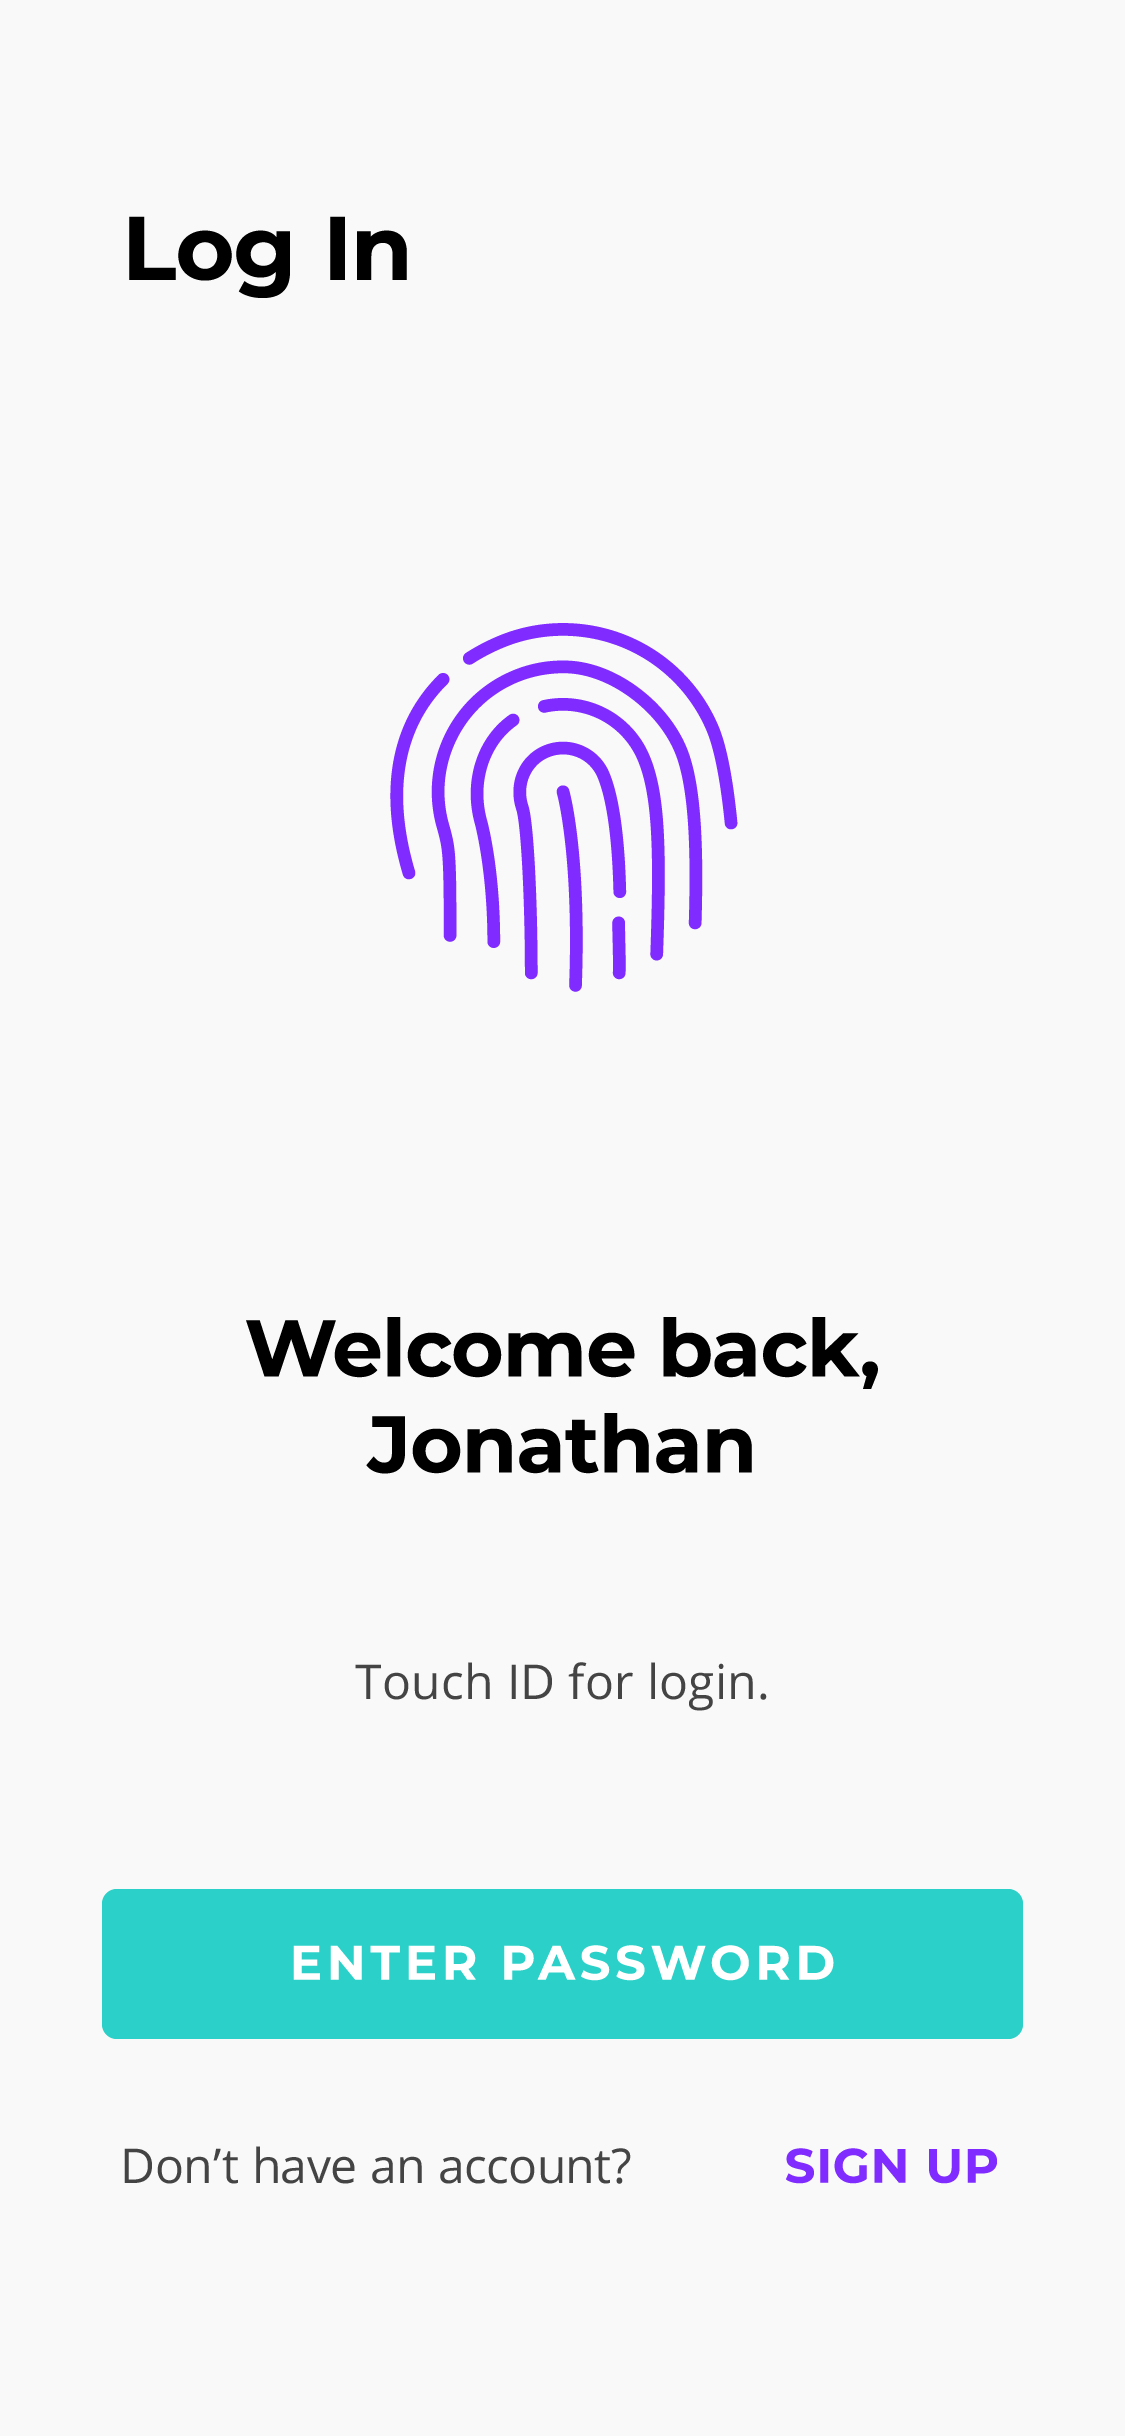 Log In
Welcome back,
Jonathan
Touch ID for login.
ENTER PASSWORD
Don’t have an account? SIGN UP